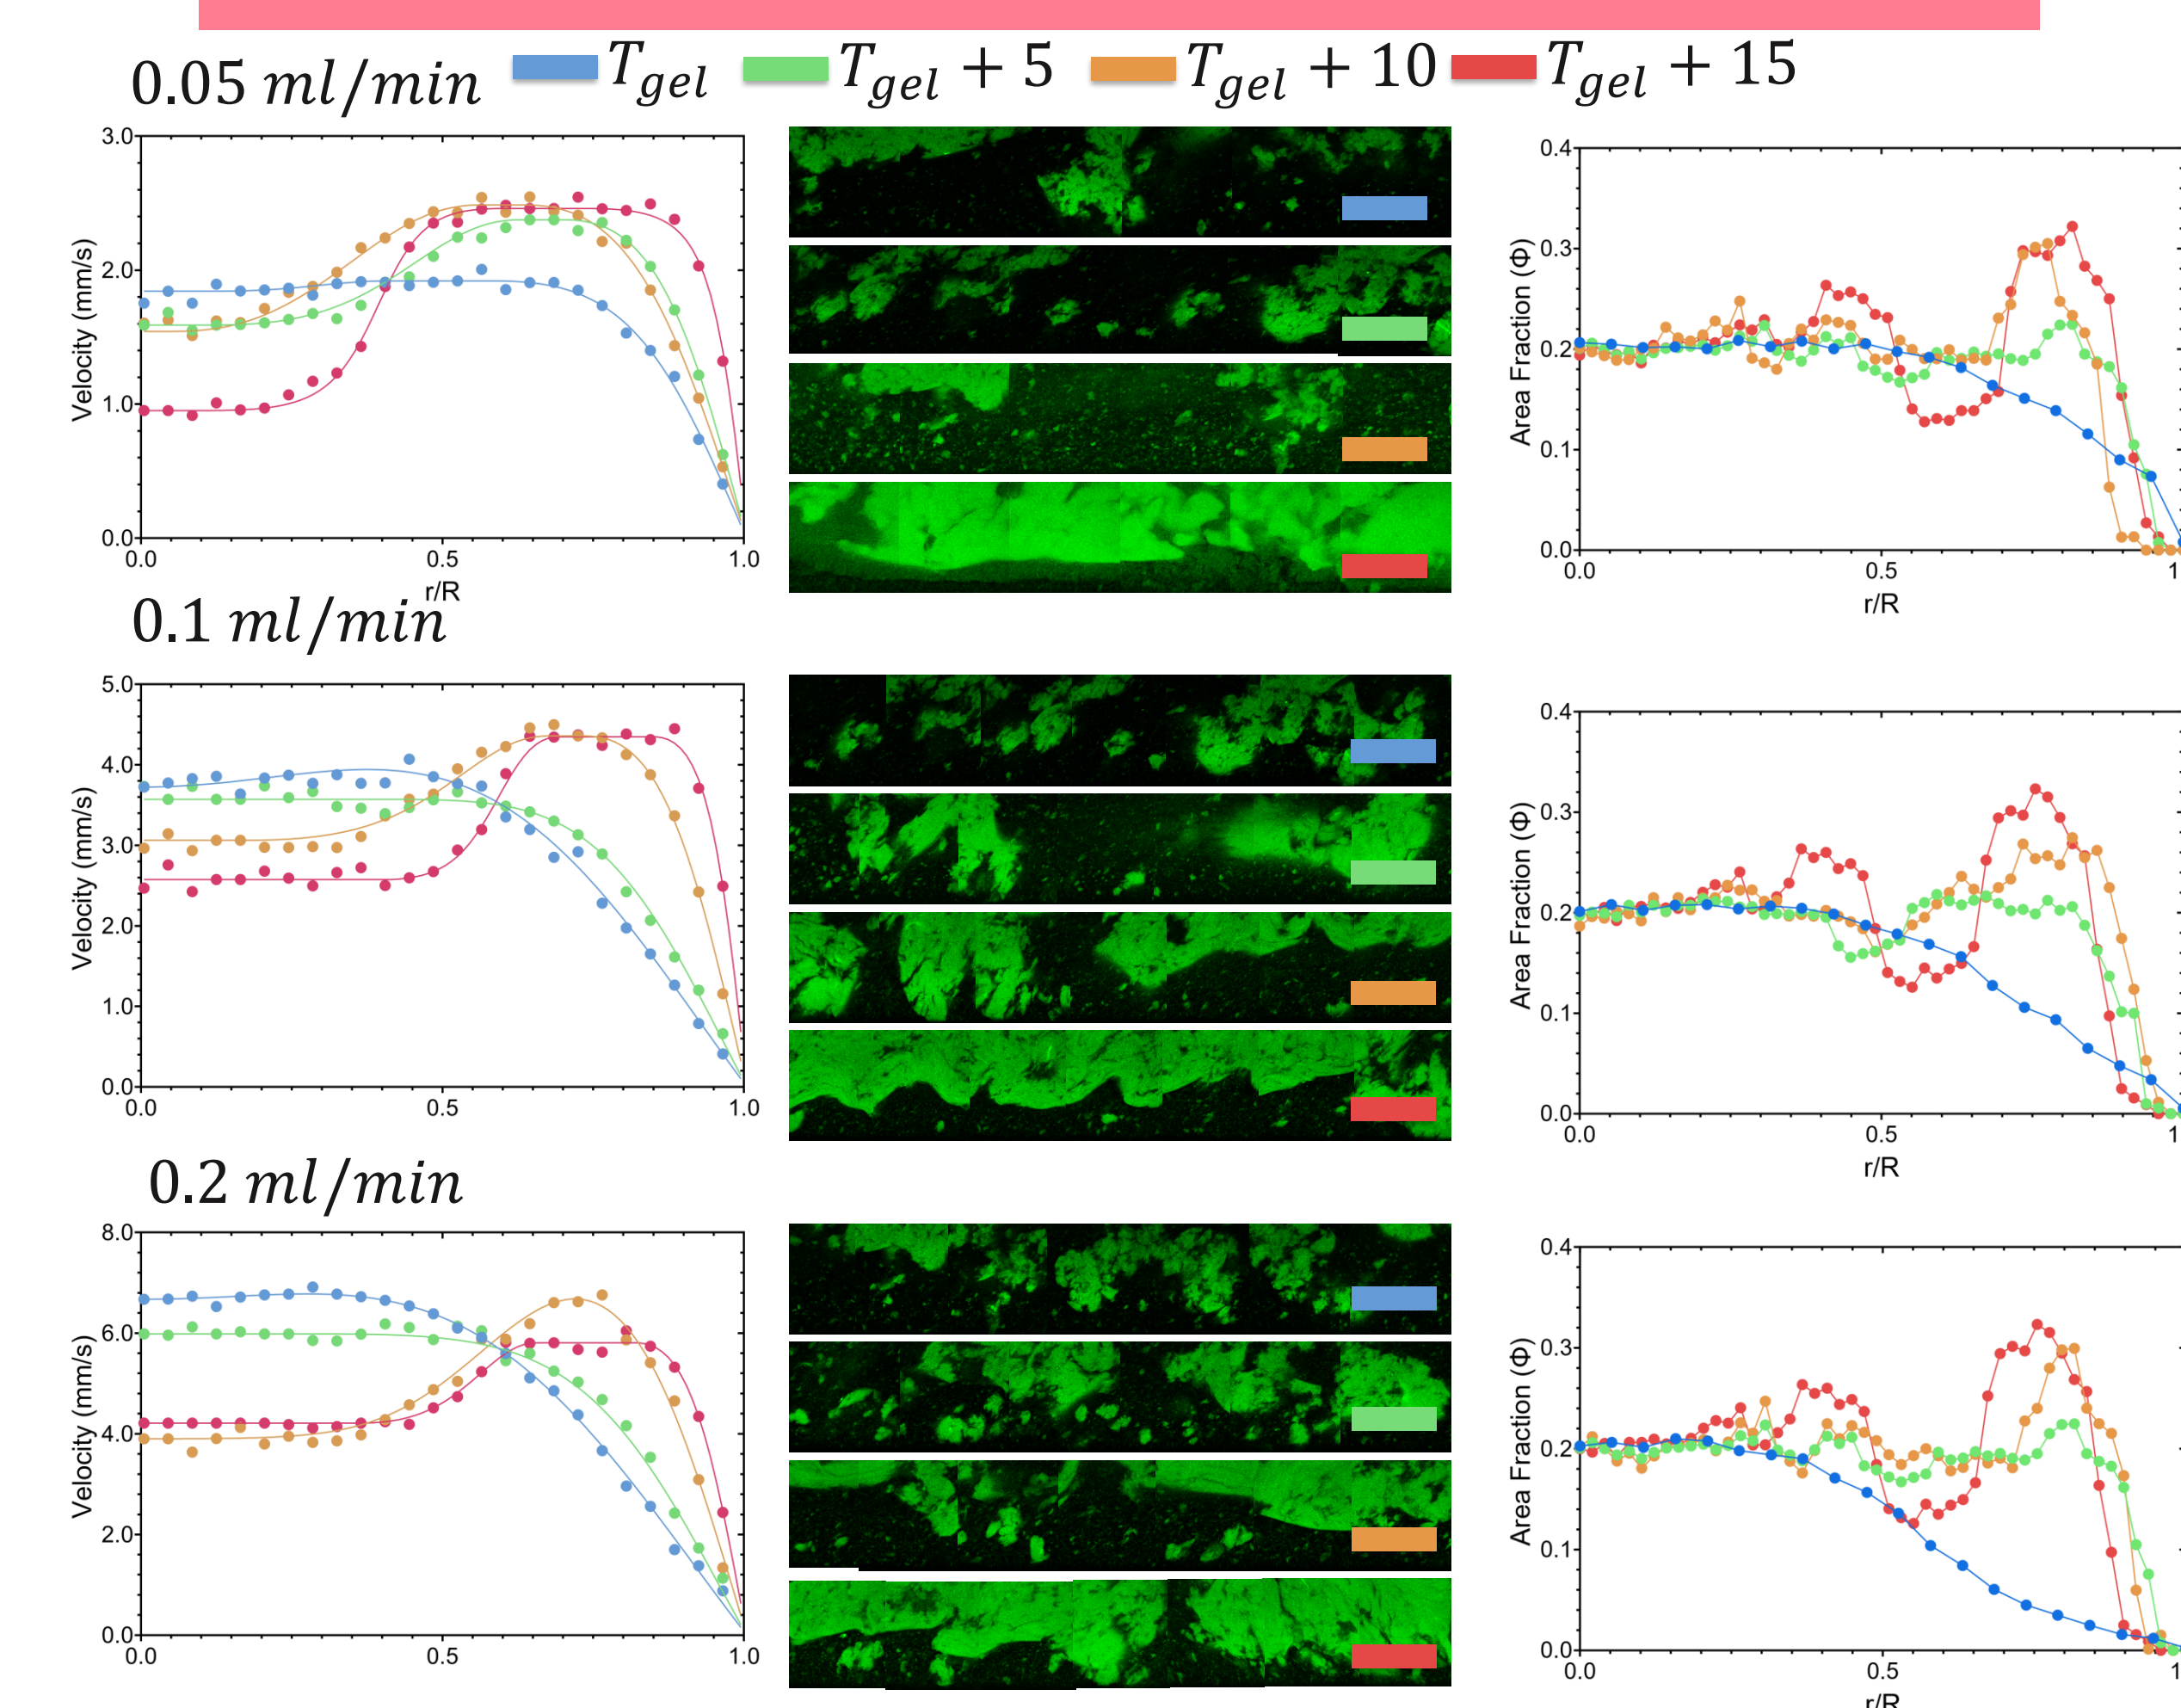 0.05 ml/min T_gel T_gel + 5 T_gel + 10 T_gel + 15
3.0
2.0
1.0
0.0
Velocity (mm/s)
0.0 0.5 1.0
r/R
0.4
0.3
0.2
0.1
0.0
Area Fraction (Φ)
0.0 0.5 1
r/R
0.1 ml/min
5.0
4.0
3.0
2.0
1.0
0.0
Velocity (mm/s)
0.0 0.5 1.0
0.4
0.3
0.2
0.1
0.0
Area Fraction (Φ)
0.0 0.5 1
r/R
0.2 ml/min
8.0
6.0
4.0
2.0
0.0
Velocity (mm/s)
0.0 0.5 1.0
0.4
0.3
0.2
0.1
0.0
Area Fraction (Φ)
0.0 0.5 1
r/R